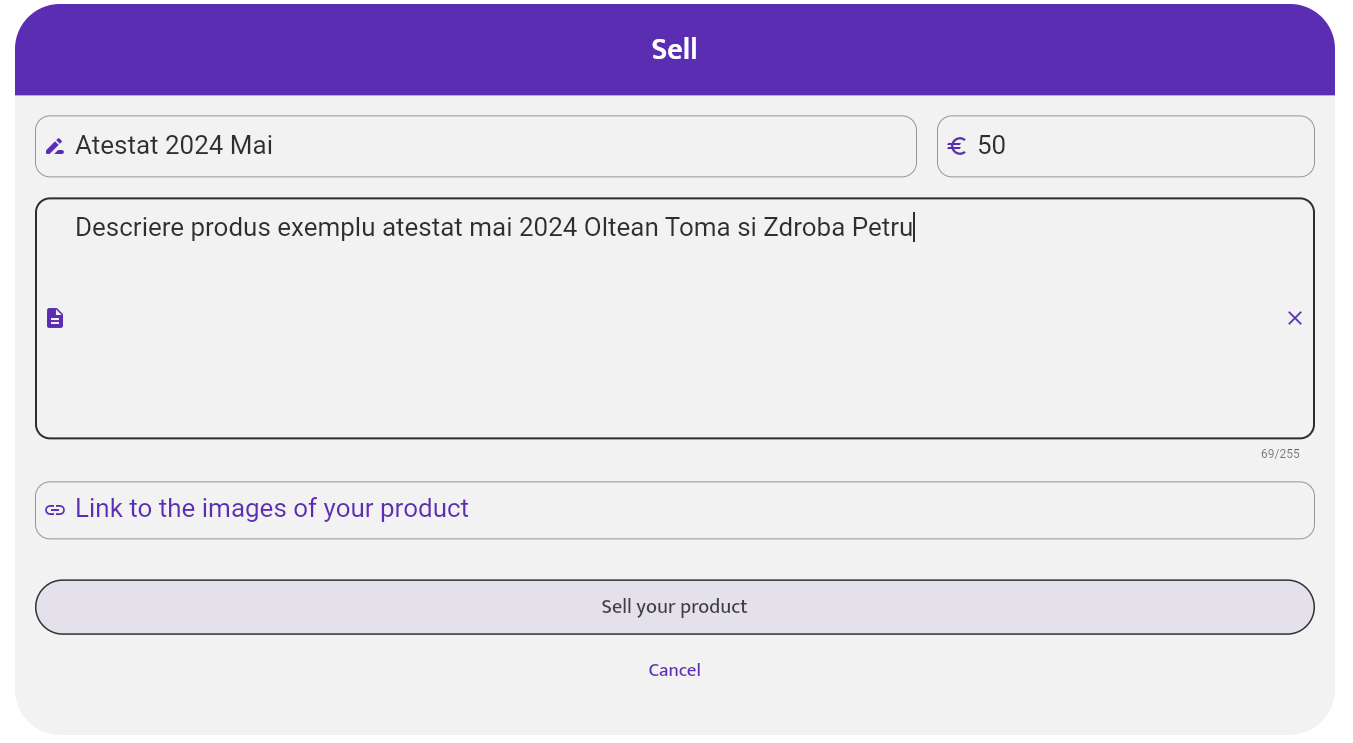 Sell
Atestat 2024 Mai
€ 50
Descriere produs exemplu atestat mai 2024 Oltean Toma si Zdroba Petru
69/255
Link to the images of your product
Sell your product
Cancel